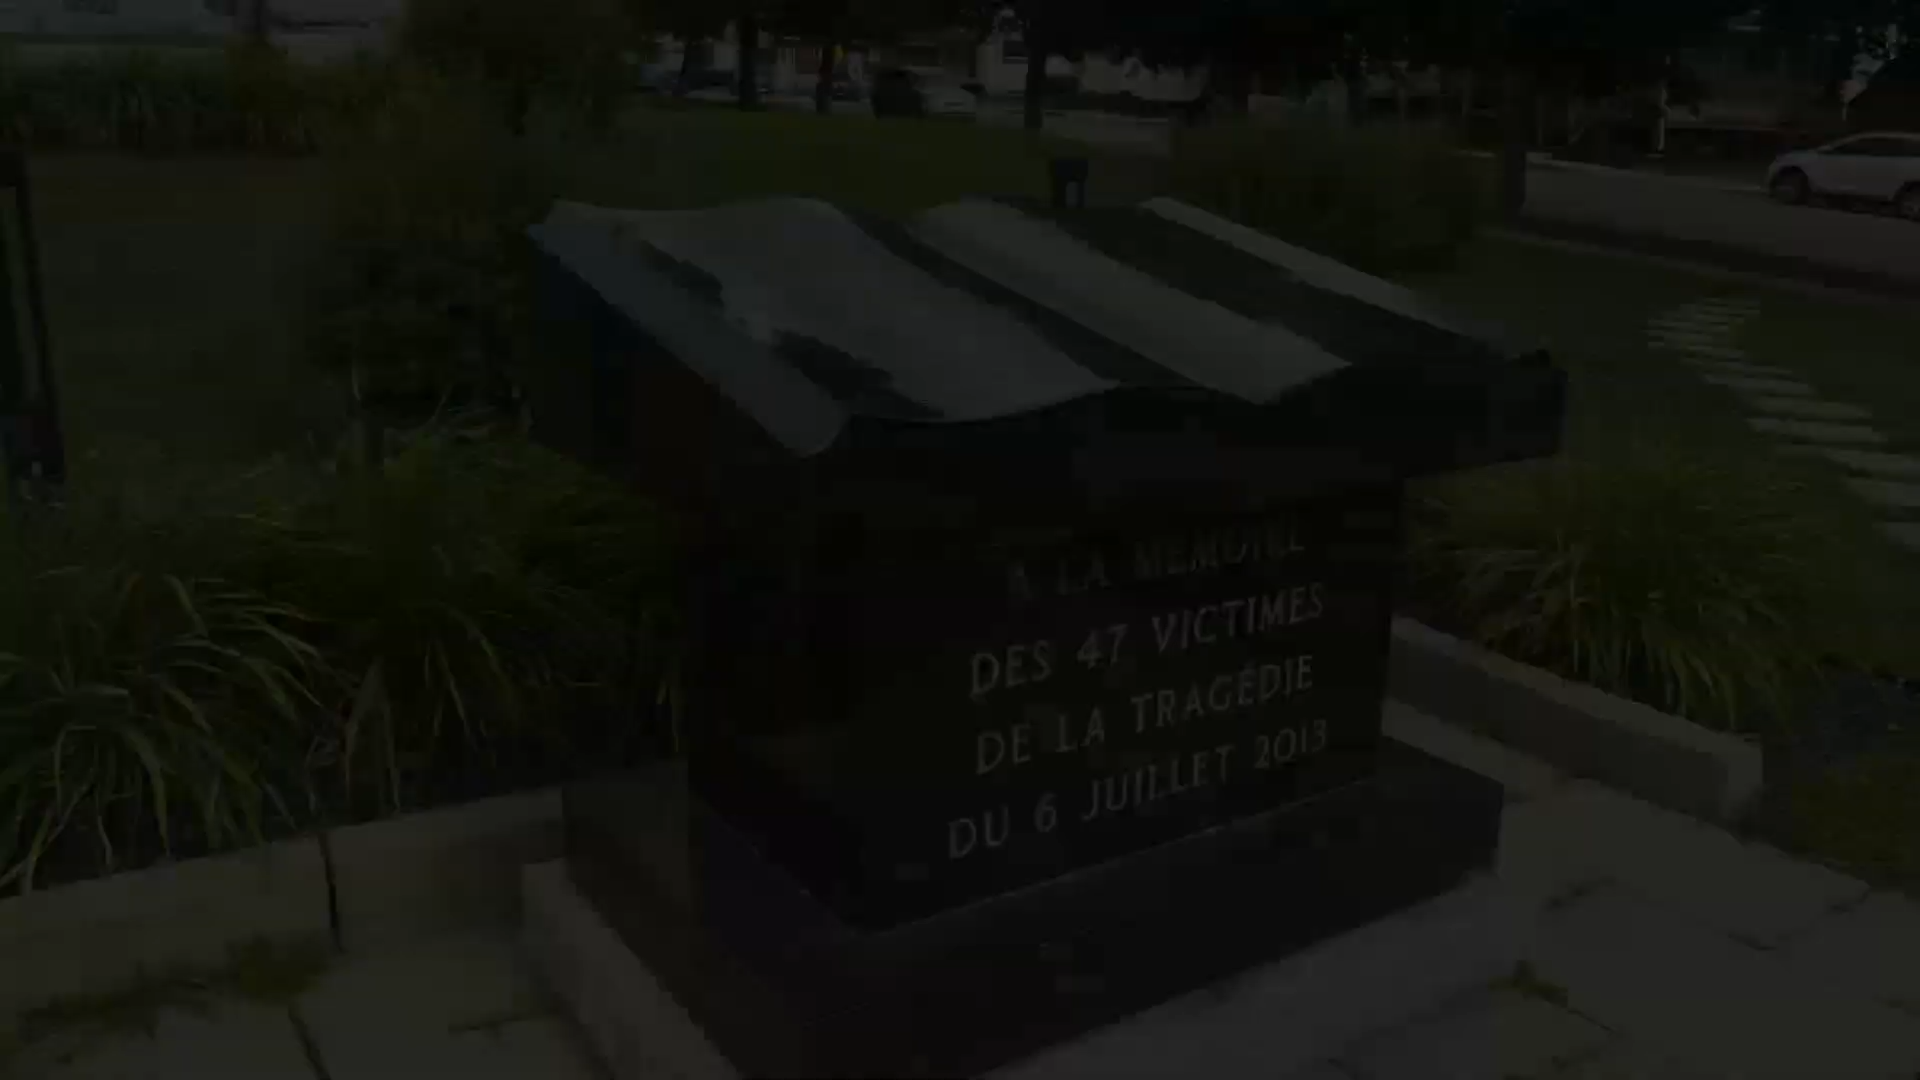 À LA MÉMOIRE
DES 47 VICTIMES
DE LA TRAGÉDIE
DU 6 JUILLET 2013